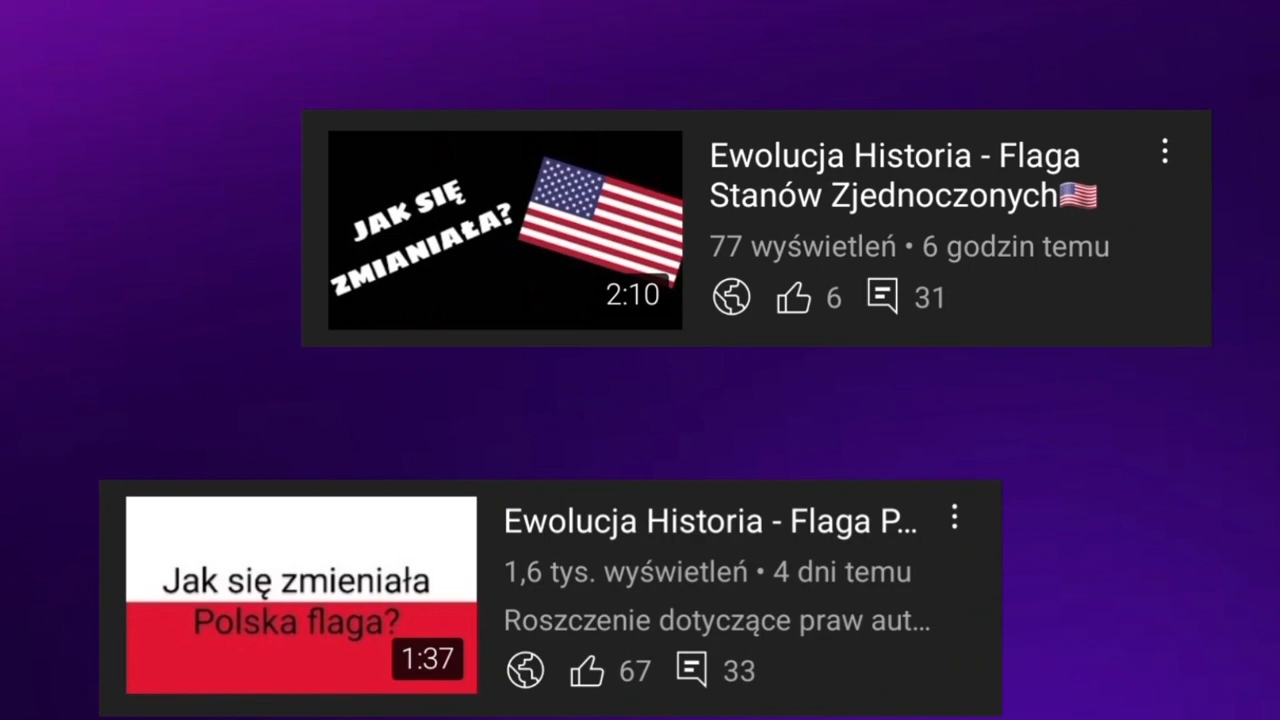 JAK SIĘ
ZMIANIAŁA?
2:10
Ewolucja Historia - Flaga
Stanów Zjednoczonych🇺🇸
77 wyświetleń • 6 godzin temu
6 31
Jak się zmieniała
Polska flaga?
1:37
Ewolucja Historia - Flaga P...
1,6 tys. wyświetleń • 4 dni temu
Roszczenie dotyczące praw aut...
67 33